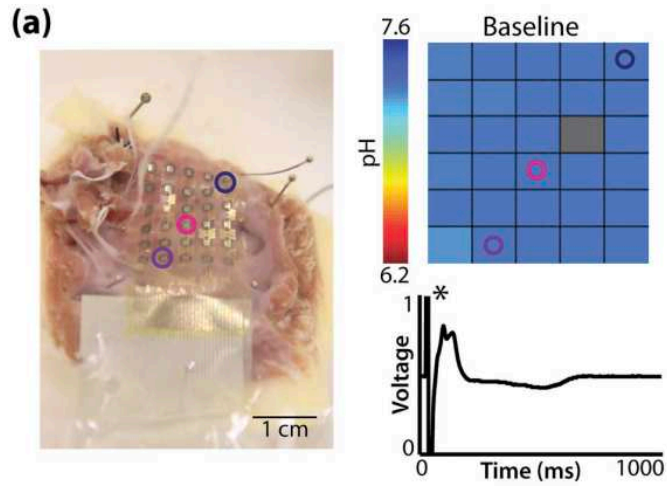 (a)
7.6
Baseline
pH
6.2
1 cm
1
*
Voltage
0
0
Time (ms)
1000